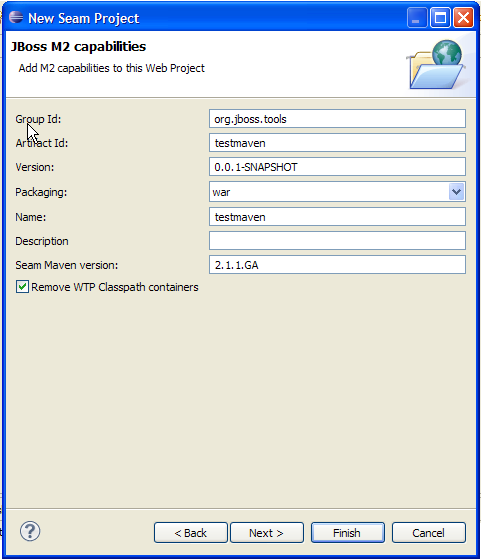 New Seam Project
JBoss M2 capabilities
Add M2 capabilities to this Web Project
Group Id: org.jboss.tools
Artifact Id: testmaven
Version: 0.0.1-SNAPSHOT
Packaging: war
Name: testmaven
Description
Seam Maven version: 2.1.1.GA
Remove WTP Classpath containers
? < Back Next > Finish Cancel